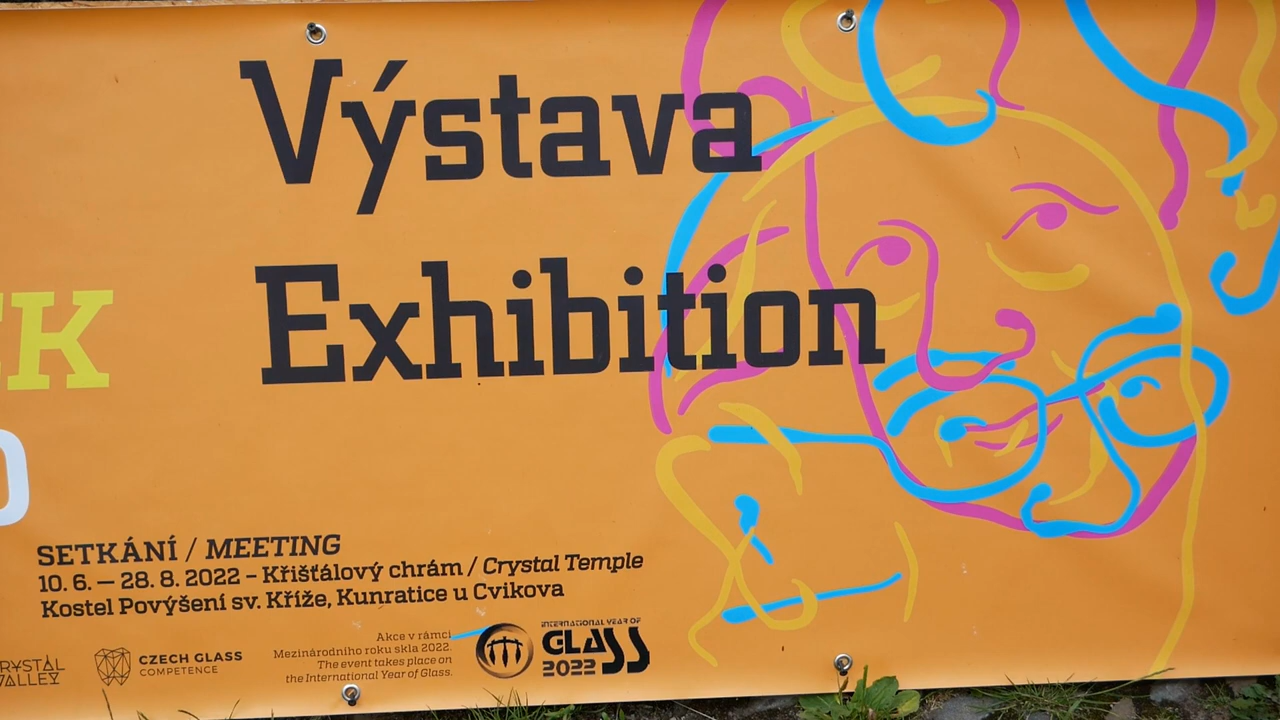 Výstava
Exhibition
SETKÁNÍ / MEETING
10. 6. — 28. 8. 2022 – Křišťálový chrám / Crystal Temple
Kostel Povýšení sv. Kříže, Kunratice u Cvikova
Akce v rámci
Mezinárodního roku skla 2022.
The event takes place on
the International Year of Glass.
CZECH GLASS
COMPETENCE
INTERNATIONAL YEAR OF
GLASS
2022